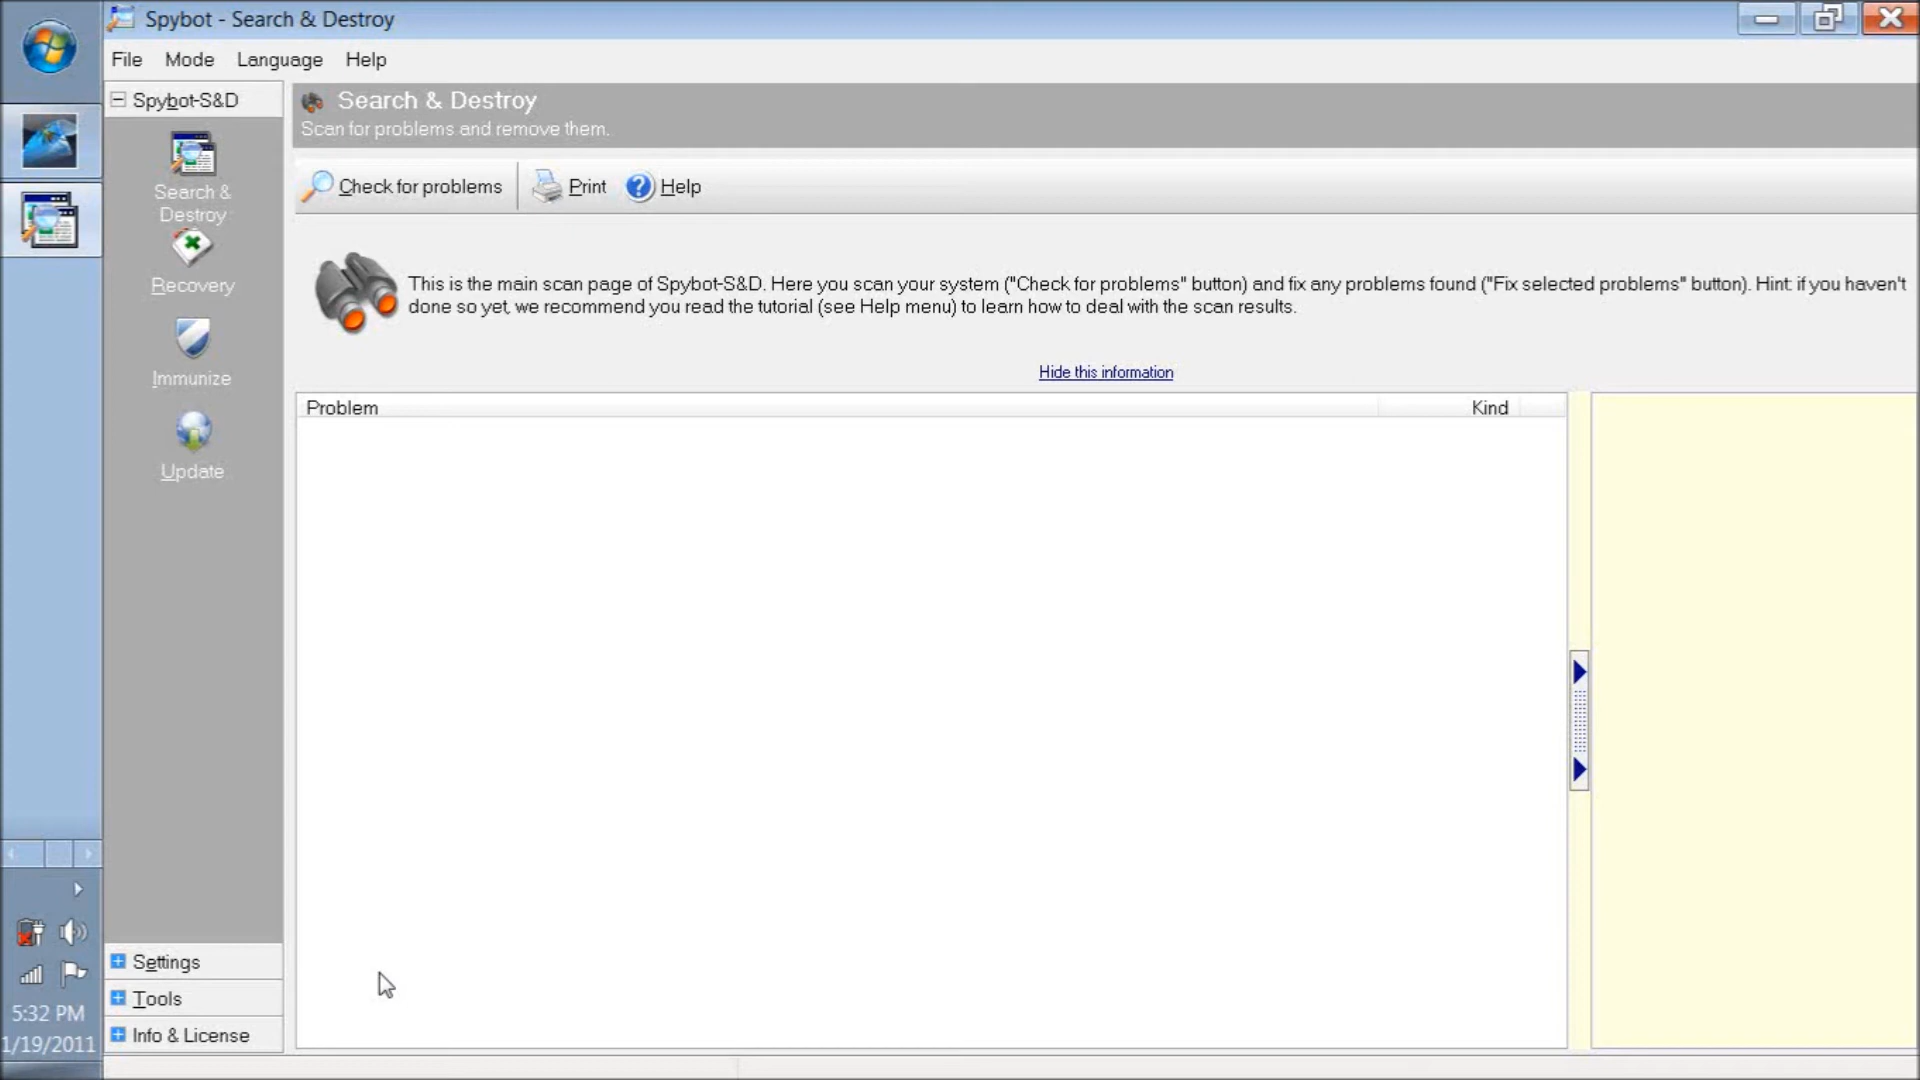 Spybot - Search & Destroy
File Mode Language Help
Spybot-S&D
Search & Destroy
Scan for problems and remove them.
Search &
Destroy
Recovery
Immunize
Update
Check for problems Print Help
This is the main scan page of Spybot-S&D. Here you scan your system ("Check for problems" button) and fix any problems found ("Fix selected problems" button). Hint: if you haven't
done so yet, we recommend you read the tutorial (see Help menu) to learn how to deal with the scan results.
Hide this information
Problem Kind
Settings
Tools
Info & License
5:32 PM
1/19/2011